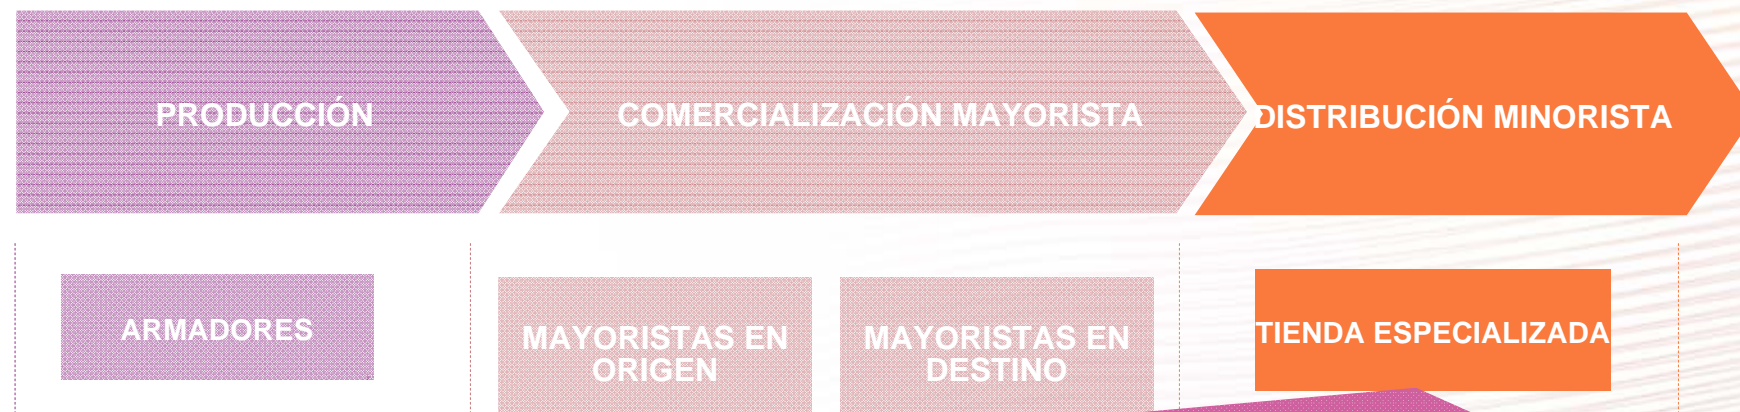 PRODUCCIÓN
COMERCIALIZACIÓN MAYORISTA
DISTRIBUCIÓN MINORISTA
ARMADORES
MAYORISTAS EN
ORIGEN
MAYORISTAS EN
DESTINO
TIENDA ESPECIALIZADA